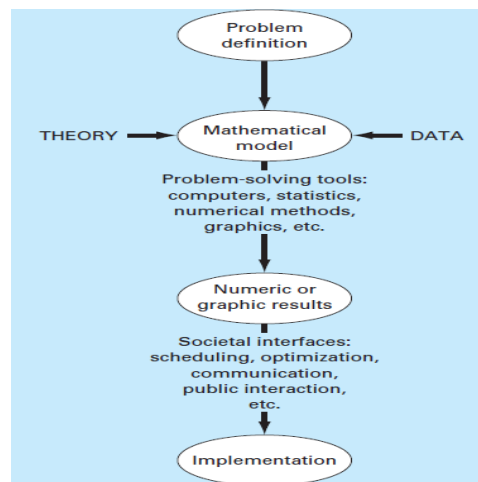 Problem
definition
THEORY
Mathematical
model
DATA
Problem-solving tools:
computers, statistics,
numerical methods,
graphics, etc.
Numeric or
graphic results
Societal interfaces:
scheduling, optimization,
communication,
public interaction,
etc.
Implementation